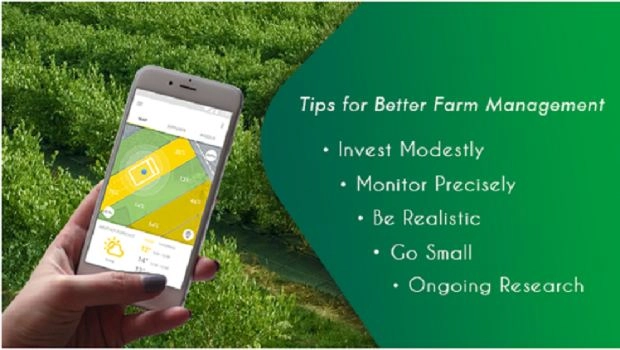 Tips for Better Farm Management
• Invest Modestly
• Monitor Precisely
• Be Realistic
• Go Small
• Ongoing Research